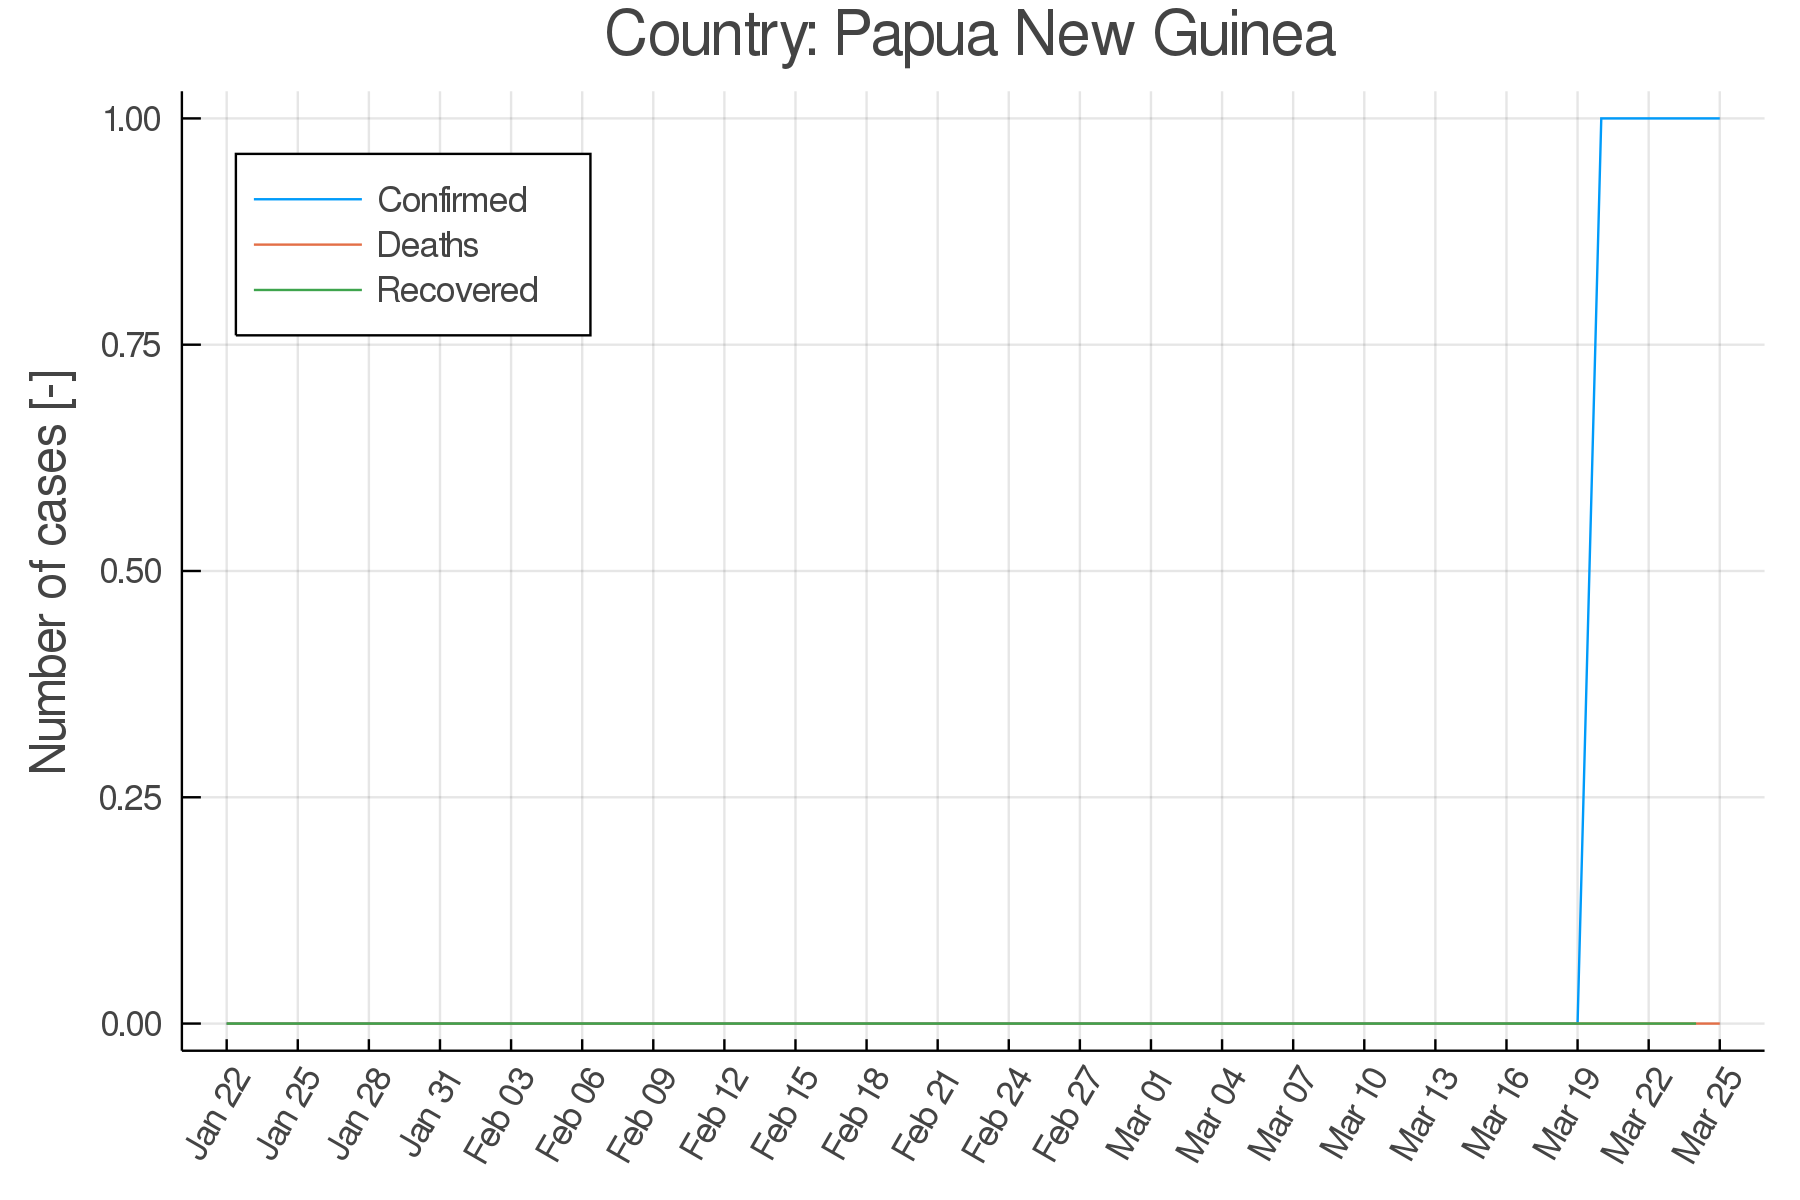 Country: Papua New Guinea
1.00
0.75
0.50
0.25
0.00
Number of cases [-]
Confirmed
Deaths
Recovered
Jan 22
Jan 25
Jan 28
Jan 31
Feb 03
Feb 06
Feb 09
Feb 12
Feb 15
Feb 18
Feb 21
Feb 24
Feb 27
Mar 01
Mar 04
Mar 07
Mar 10
Mar 13
Mar 16
Mar 19
Mar 22
Mar 25